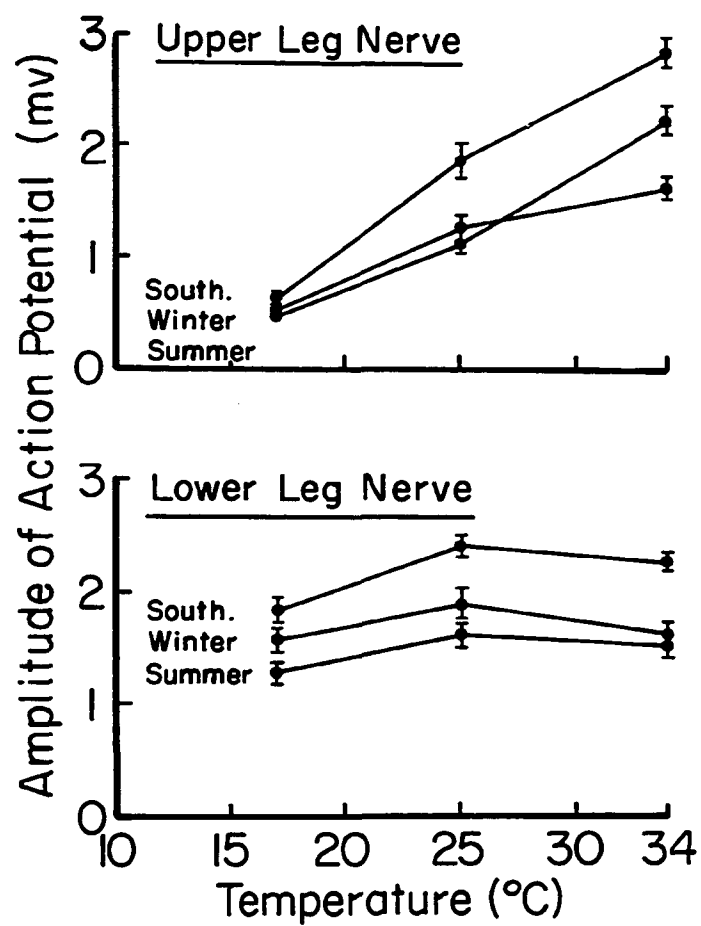 Amplitude of Action Potential (mv)
Upper Leg Nerve
3
2
1
0
South.
Winter
Summer
Lower Leg Nerve
3
2
1
0
South.
Winter
Summer
10 15 20 25 30 34
Temperature (°C)